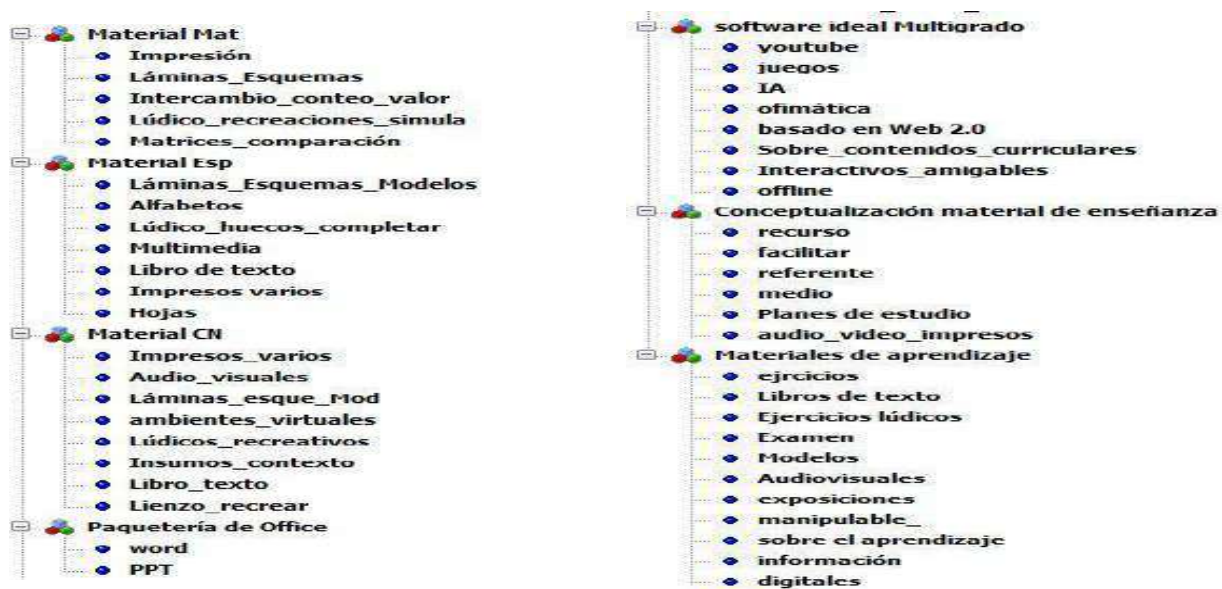 Material Mat
Impresión
Láminas_Esquemas
Intercambio_conteo_valor
Lúdico_recreaciones_simula
Matrices_comparación
Material Esp
Láminas_Esquemas_Modelos
Alfabetos
Lúdico_huecos_completar
Multimedia
Libro de texto
Impresos varios
Hojas
Material CN
Impresos_varios
Audio_visuales
Láminas_esque_Mod
ambientes_virtuales
Lúdicos_recreativos
Insumos_contexto
Libro_texto
Lienzo_recrear
Paquetería de Office
word
PPT
software ideal Multigrado
youtube
juegos
IA
ofimática
basado en Web 2.0
Sobre_contenidos_curriculares
Interactivos_amigables
offline
Conceptualización material de enseñanza
recurso
facilitar
referente
medio
Planes de estudio
audio_video_impresos
Materiales de aprendizaje
ejrcicios
Libros de texto
Ejercicios lúdicos
Examen
Modelos
Audiovisuales
exposiciones
manipulable_
sobre el aprendizaje
información
digitales